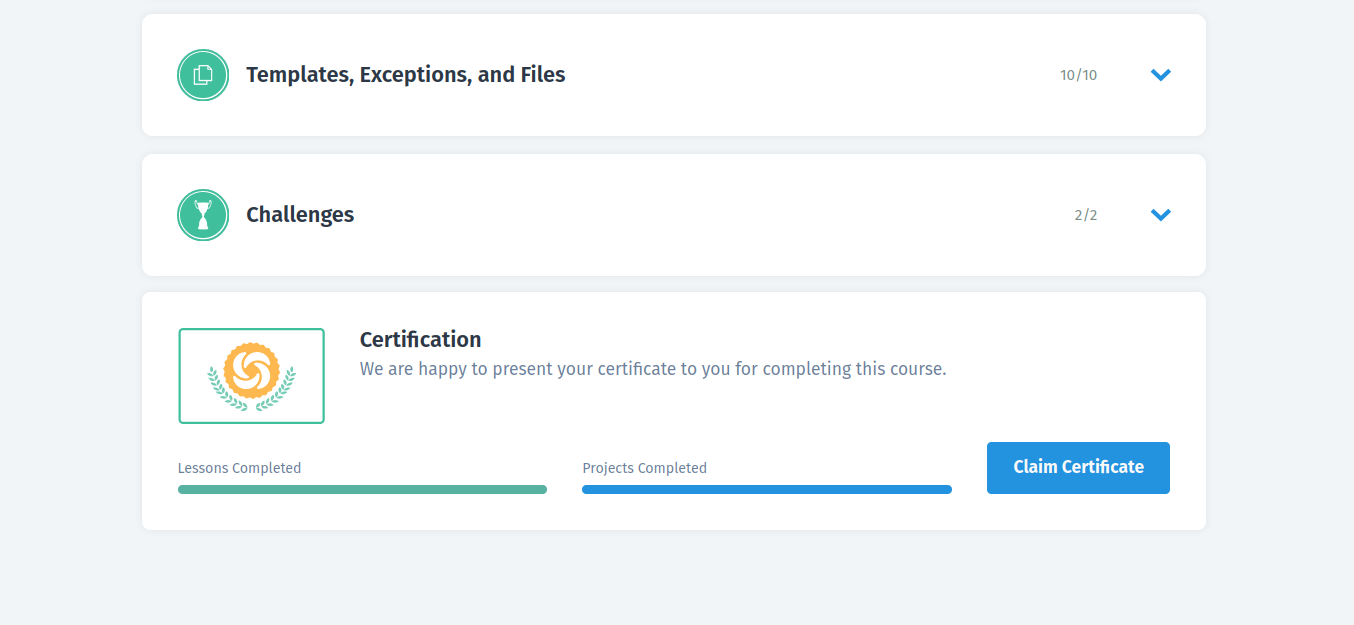 Templates, Exceptions, and Files
10/10
Challenges
2/2
Certification
We are happy to present your certificate to you for completing this course.
Lessons Completed
Projects Completed
Claim Certificate